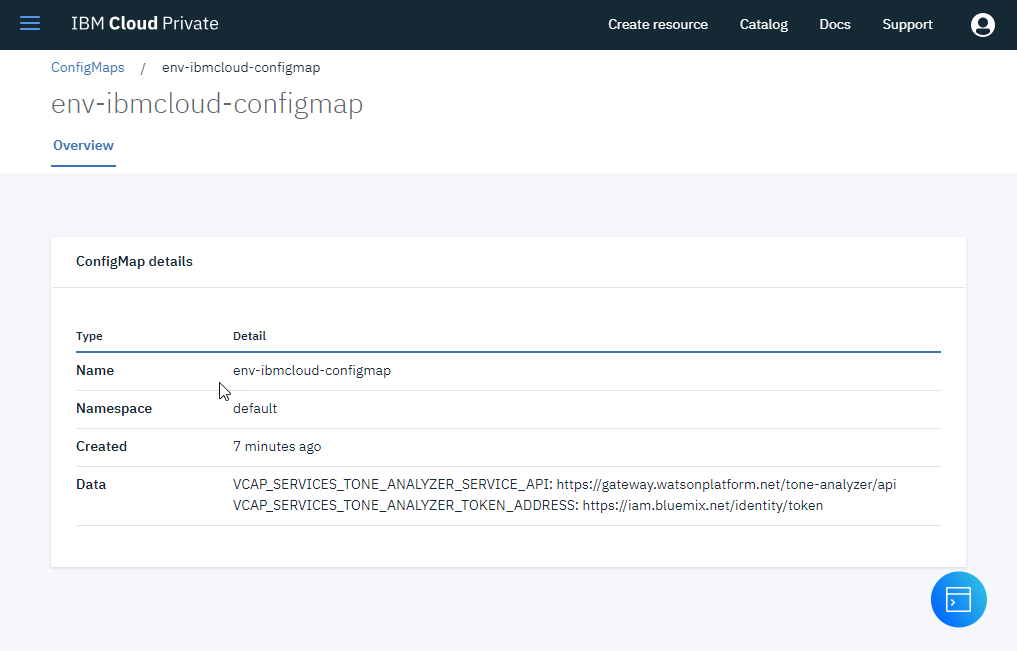 IBM Cloud Private Create resource Catalog Docs Support
ConfigMaps / env-ibmcloud-configmap
env-ibmcloud-configmap
Overview
ConfigMap details
Type Detail
Name env-ibmcloud-configmap
Namespace default
Created 7 minutes ago
Data VCAP_SERVICES_TONE_ANALYZER_SERVICE_API: https://gateway.watsonplatform.net/tone-analyzer/api
VCAP_SERVICES_TONE_ANALYZER_TOKEN_ADDRESS: https://iam.bluemix.net/identity/token